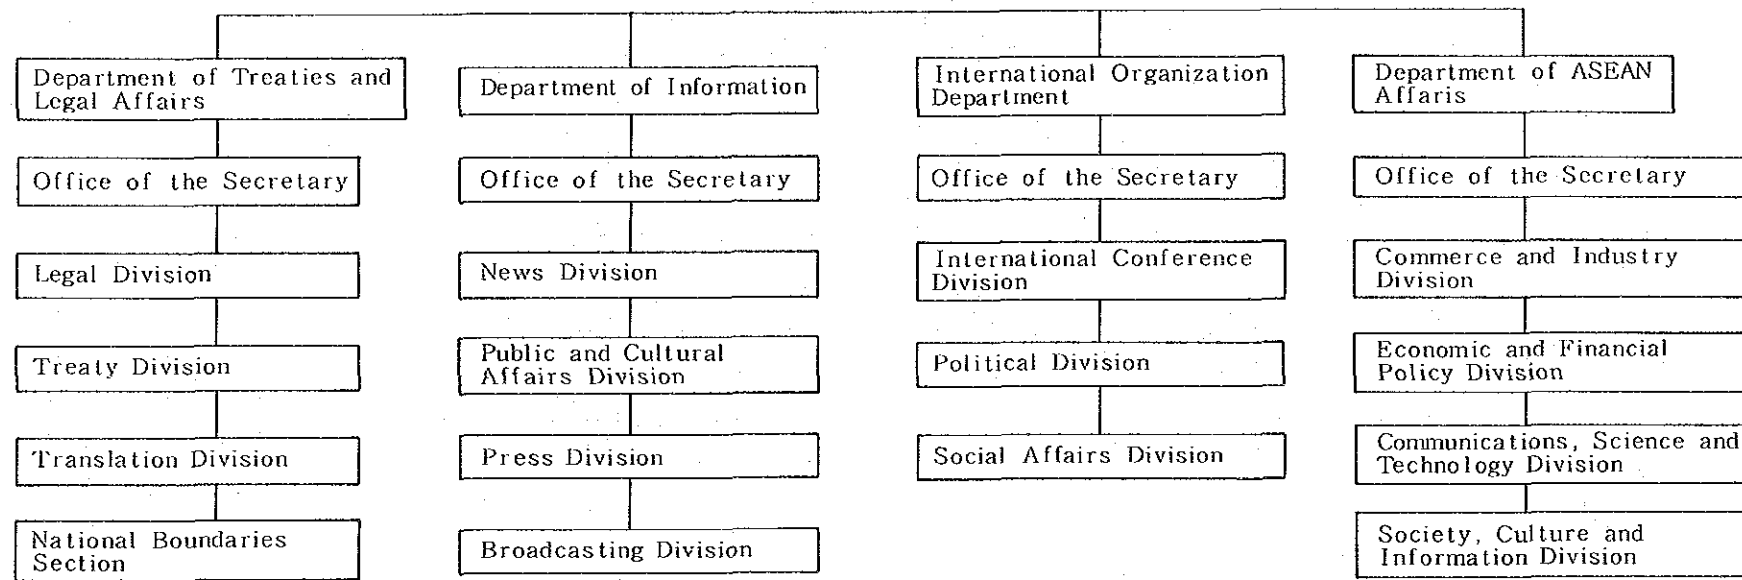 Department of Treaties and
Legal Affairs
Office of the Secretary
Legal Division
Treaty Division
Translation Division
National Boundaries
Section
Department of Information
Office of the Secretary
News Division
Public and Cultural
Affairs Division
Press Division
Broadcasting Division
International Organization
Department
Office of the Secretary
International Conference
Division
Political Division
Social Affairs Division
Department of ASEAN
Affaris
Office of the Secretary
Commerce and Industry
Division
Economic and Financial
Policy Division
Communications, Science and
Technology Division
Society, Culture and
Information Division